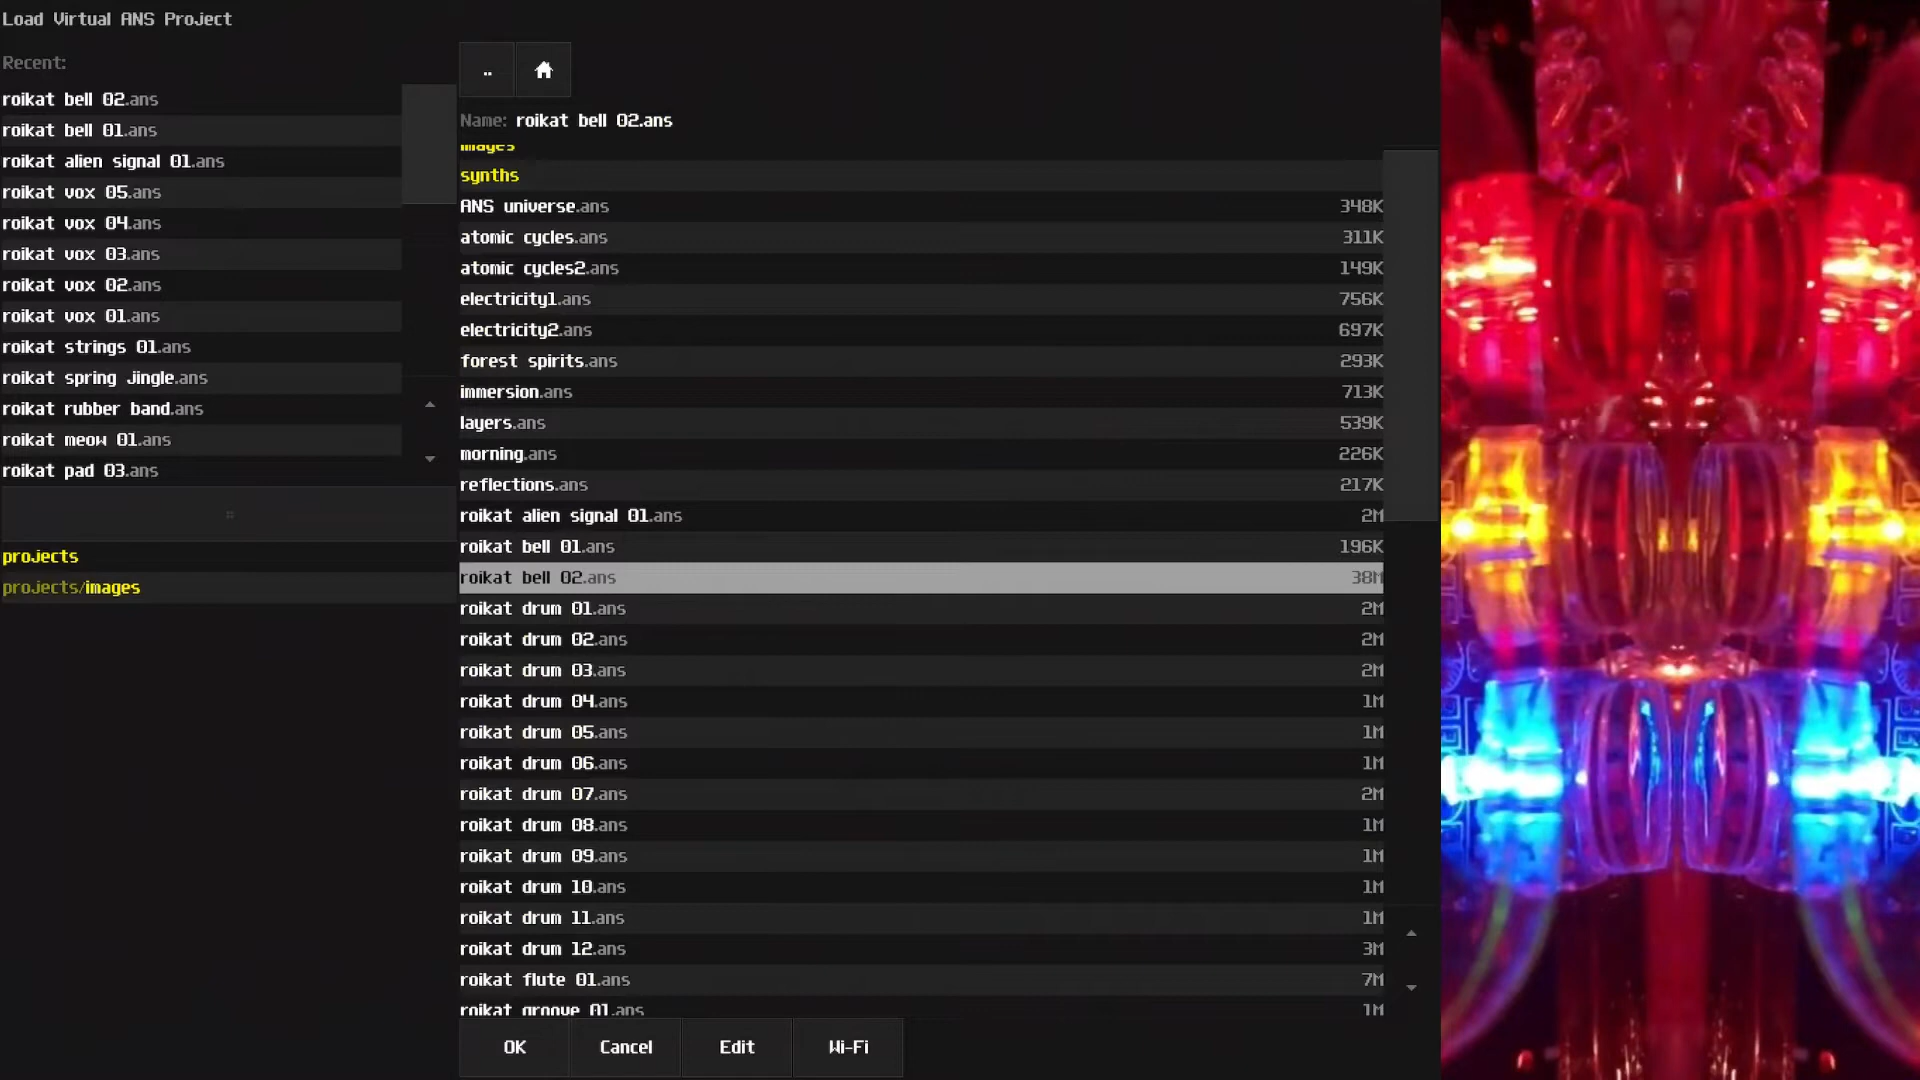 Load Virtual ANS Project
Recent:
roikat bell 02.ans
roikat bell 01.ans
roikat alien signal 01.ans
roikat vox 05.ans
roikat vox 04.ans
roikat vox 03.ans
roikat vox 02.ans
roikat vox 01.ans
roikat strings 01.ans
roikat spring Jingle.ans
roikat rubber band.ans
roikat meow 01.ans
roikat pad 03.ans
projects
projects/images
..
Name: roikat bell 02.ans
images
synths
ANS universe.ans 348K
atomic cycles.ans 311K
atomic cycles2.ans 149K
electricity1.ans 756K
electricity2.ans 697K
forest spirits.ans 293K
immersion.ans 713K
layers.ans 539K
morning.ans 226K
reflections.ans 217K
roikat alien signal 01.ans 2M
roikat bell 01.ans 196K
roikat bell 02.ans 38M
roikat drum 01.ans 2M
roikat drum 02.ans 2M
roikat drum 03.ans 2M
roikat drum 04.ans 1M
roikat drum 05.ans 1M
roikat drum 06.ans 1M
roikat drum 07.ans 2M
roikat drum 08.ans 1M
roikat drum 09.ans 1M
roikat drum 10.ans 1M
roikat drum 11.ans 1M
roikat drum 12.ans 3M
roikat flute 01.ans 7M
roikat groove 01.ans 1M
OK Cancel Edit Wi-Fi